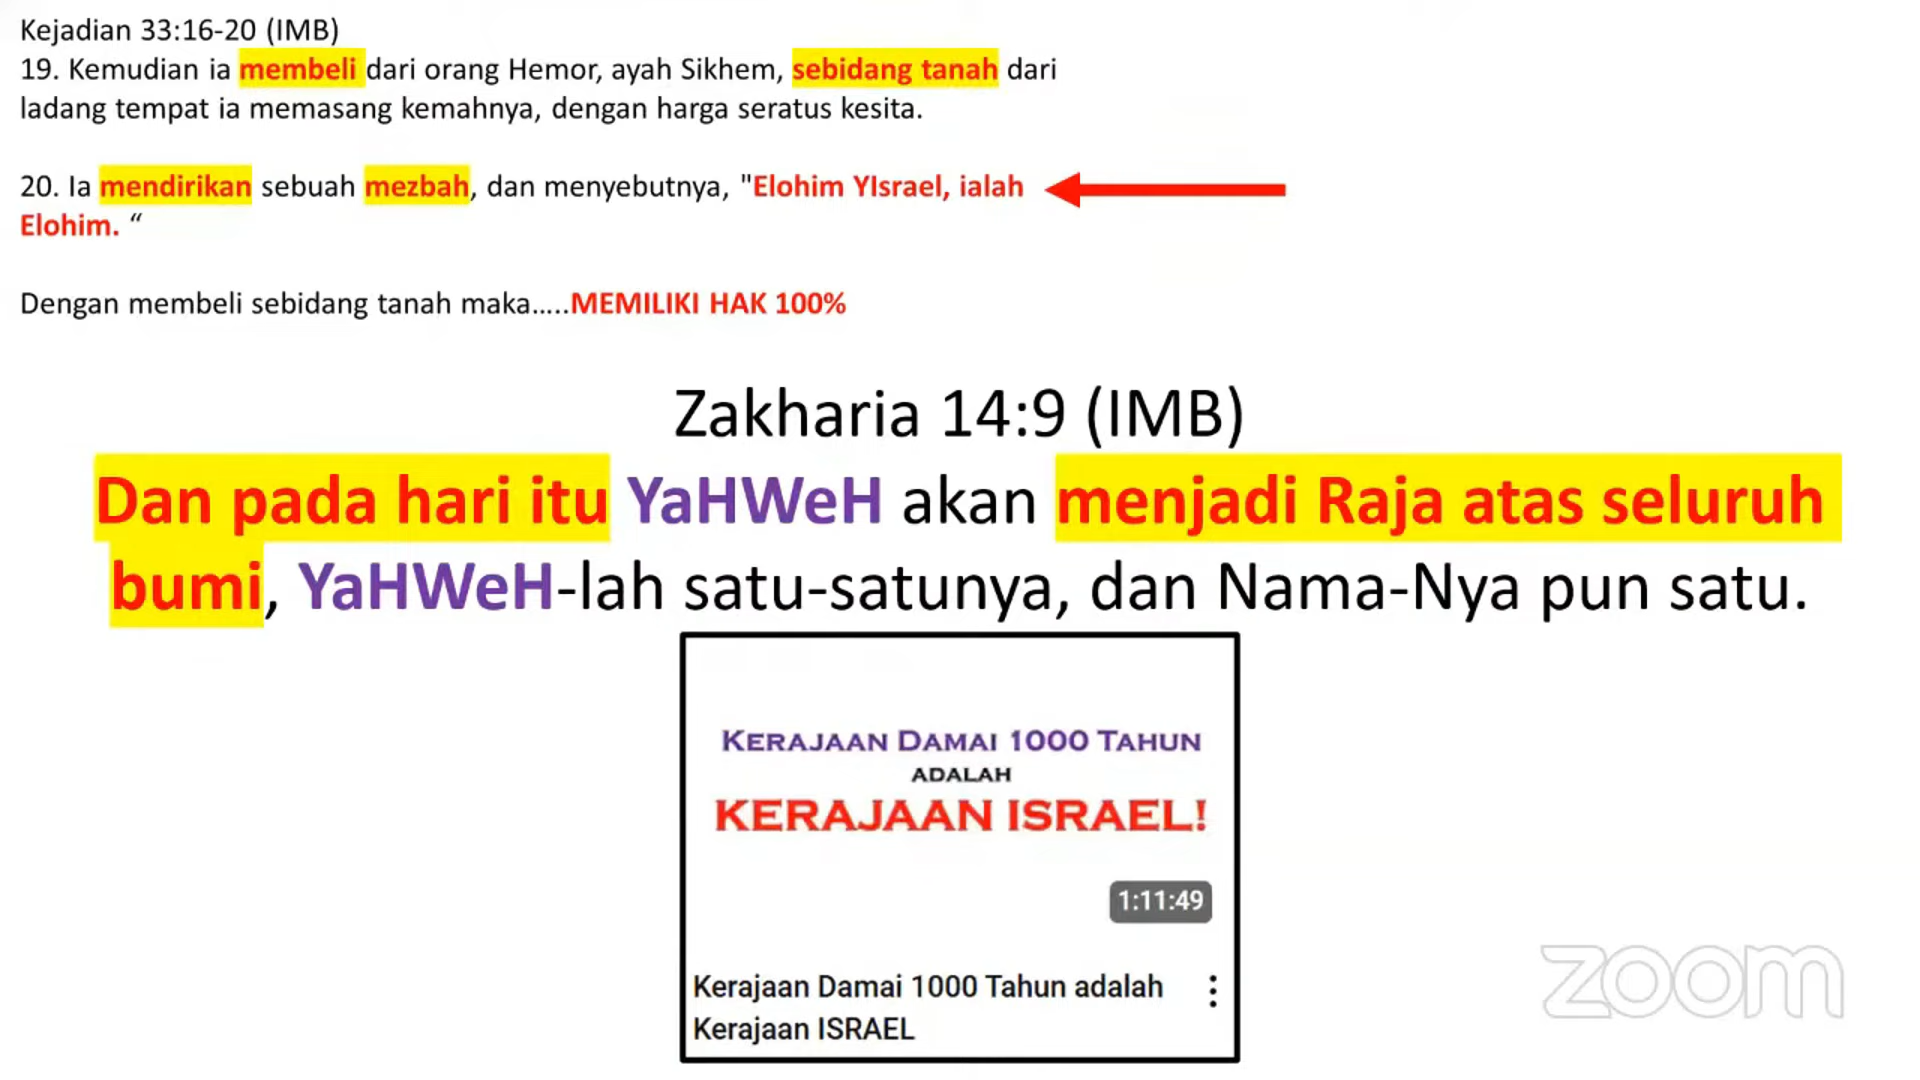 Kejadian 33:16-20 (IMB)
19. Kemudian ia membeli dari orang Hemor, ayah Sikhem, sebidang tanah dari
ladang tempat ia memasang kemahnya, dengan harga seratus kesita.
20. Ia mendirikan sebuah mezbah, dan menyebutnya, "Elohim YIsrael, ialah
Elohim. “
Dengan membeli sebidang tanah maka.....MEMILIKI HAK 100%
Zakharia 14:9 (IMB)
Dan pada hari itu YaHWeH akan menjadi Raja atas seluruh
bumi, YaHWeH-lah satu-satunya, dan Nama-Nya pun satu.
KERAJAAN DAMAI 1000 TAHUN
ADALAH
KERAJAAN ISRAEL!
1:11:49
Kerajaan Damai 1000 Tahun adalah
Kerajaan ISRAEL
zoom